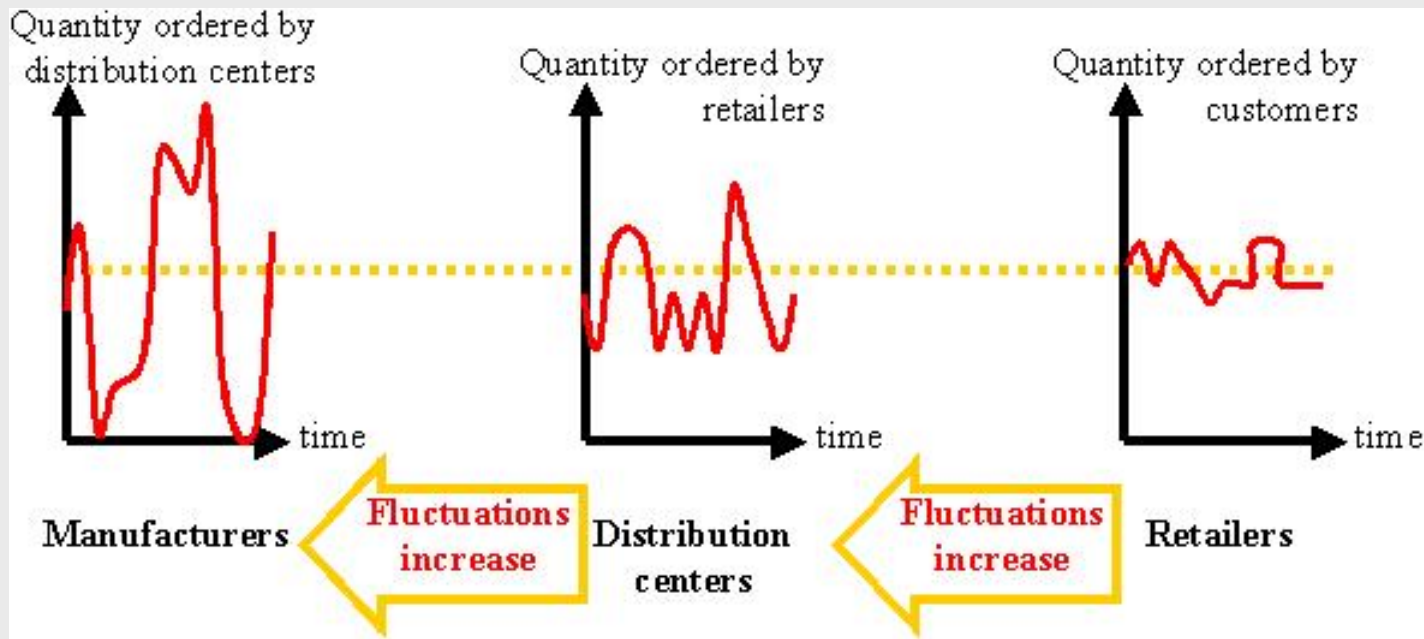 Quantity ordered by
distribution centers
Quantity ordered by
retailers
Quantity ordered by
customers
time
time
time
Manufacturers
Fluctuations
increase
Distribution
centers
Fluctuations
increase
Retailers